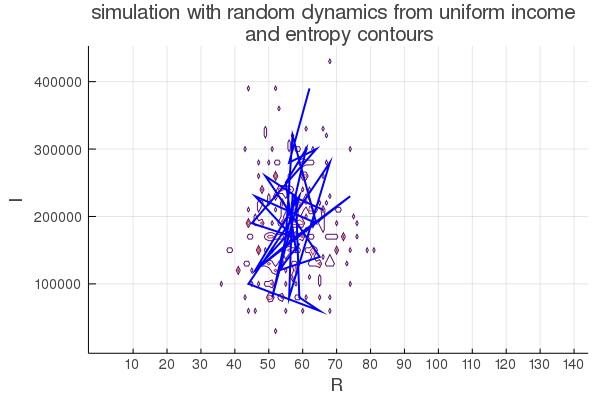 simulation with random dynamics from uniform income
and entropy contours
I
400000
300000
200000
100000
10 20 30 40 50 60 70 80 90 100 110 120 130 140
R